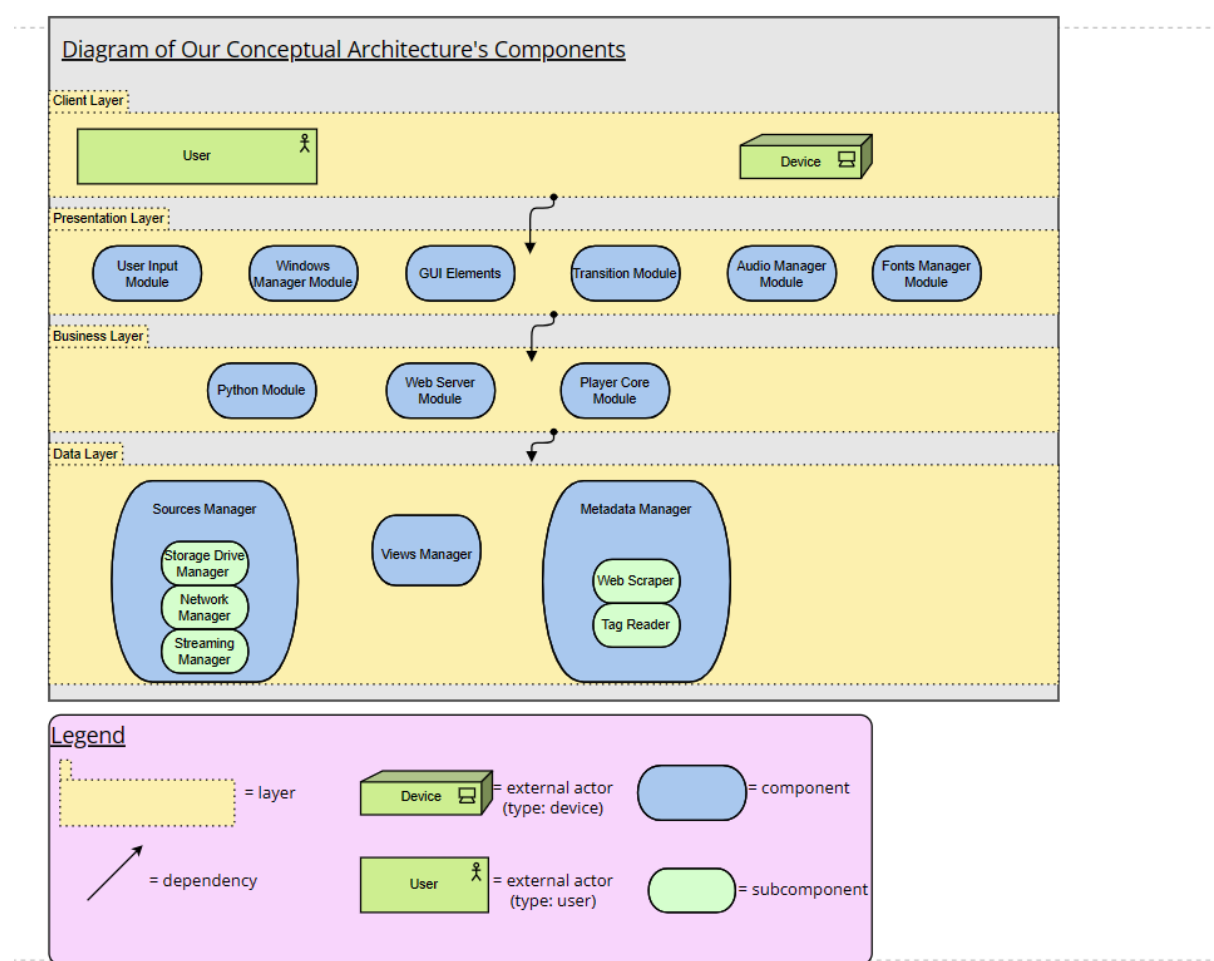 Diagram of Our Conceptual Architecture's Components
Client Layer
User
Device
Presentation Layer
User Input
Module
Windows
Manager Module
GUI Elements
Transition Module
Audio Manager
Module
Fonts Manager
Module
Business Layer
Python Module
Web Server
Module
Player Core
Module
Data Layer
Sources Manager
Storage Drive
Manager
Network
Manager
Streaming
Manager
Views Manager
Metadata Manager
Web Scraper
Tag Reader
Legend
= layer
Device
= external actor
(type: device)
= component
= dependency
User
= external actor
(type: user)
= subcomponent